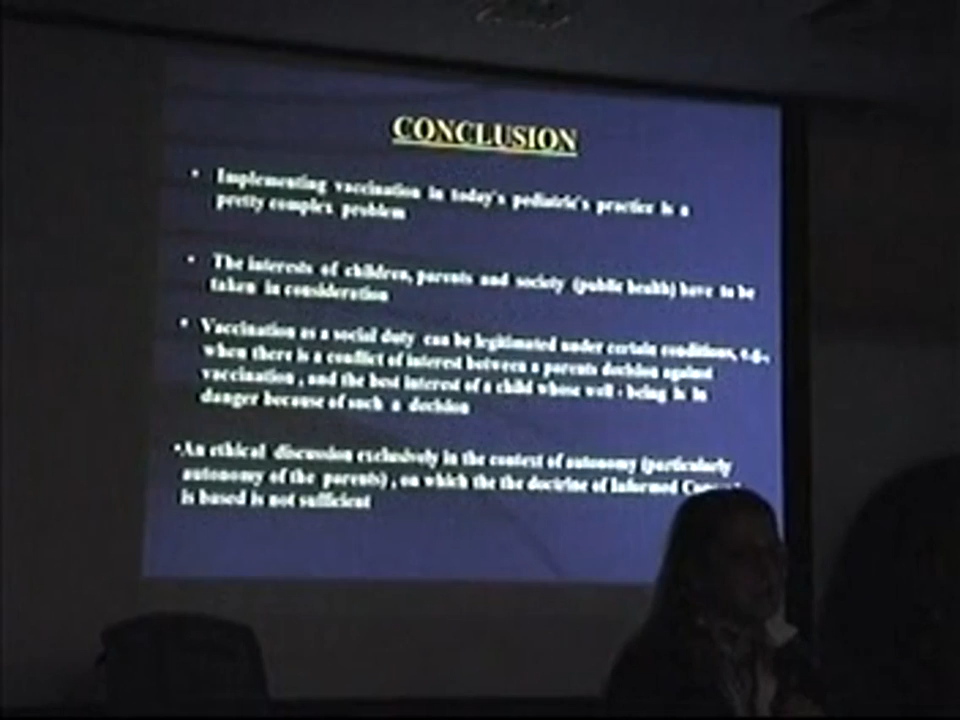 CONCLUSION
• Implementing vaccination in today's pediatric's practice is a
pretty complex problem
• The interests of children, parents and society (public health) have to be
taken in consideration
• Vaccination as a social duty can be legitimated under certain conditions, e.g.,
when there is a conflict of interest between a parents decision against
vaccination , and the best interest of a child whose well - being is in
danger because of such a decision
•An ethical discussion exclusively in the context of autonomy (particularly
autonomy of the parents) , on which the the doctrine of Informed
is based is not sufficient